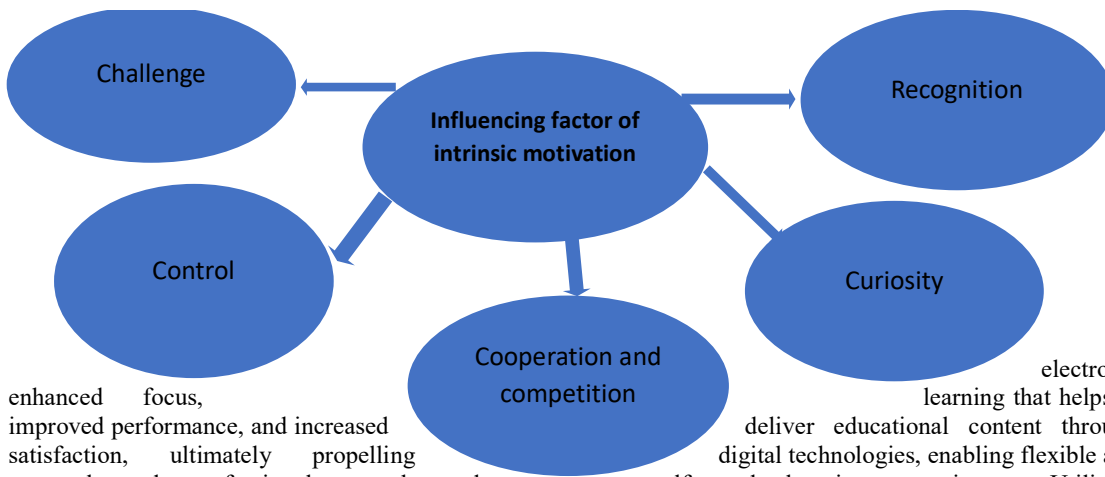 Challenge
Recognition
Influencing factor of
intrinsic motivation
Control
Curiosity
Cooperation and
competition
enhanced focus,
improved performance, and increased
satisfaction, ultimately propelling
learning that helps
deliver educational content
digital technologies, enabling flexible